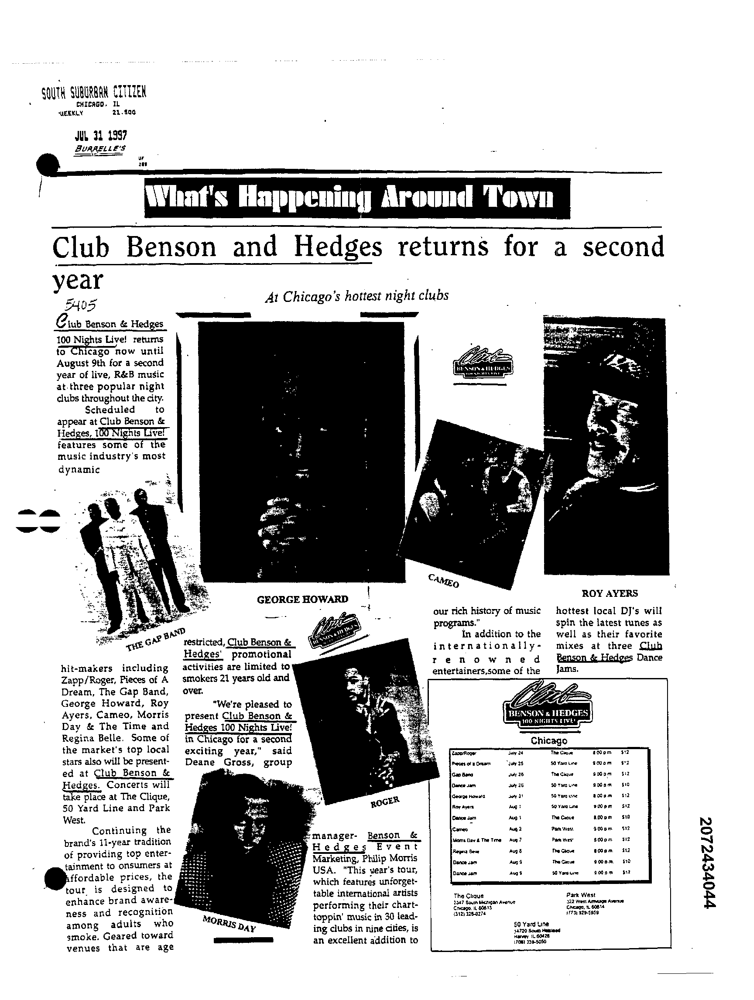 SOUTH SUBURBAN CITIZEN
CHICAGO, IL
WEEKLY 21,500
JUL 31 1997
BURRELLE'S
What's Happening Around Town
Club Benson and Hedges returns for a second
year
At Chicago's hottest night clubs
5405
Club Benson & Hedges
100 Nights Live! returns
to Chicago now until
August 9th for a second
year of live, R&B music
at three popular night
clubs throughout the city.
Scheduled to
appear at Club Benson &
Hedges, 100 Nights Live!
features some of the
music industry's most
dynamic
THE GAP BAND
hit-makers including
Zapp/Roger, Pieces of A
Dream, The Gap Band,
George Howard, Roy
Ayers, Cameo, Morris
Day & The Time and
Regina Belle. Some of
the market's top local
stars also will be present-
ed at Club Benson &
Hedges. Concerts will
take place at The Clique,
50 Yard Line and Park
West.
Continuing the
brand's 11-year tradition
of providing top enter-
tainment to consumers at
affordable prices, the
tour is designed to
enhance brand aware-
ness and recognition
among adults who
smoke. Geared toward
venues that are age
GEORGE HOWARD
restricted, Club Benson &
Hedges' promotional
activities are limited to
smokers 21 years old and
over.
"We're pleased to
present Club Benson &
Hedges 100 Nights Live!
in Chicago for a second
exciting year," said
Deane Gross, group
MORRIS DAY
Club
BENSON & HEDGES
ROGER
manager- Benson &
Hedges Event
Marketing, Philip Morris
USA. "This year's tour,
which features unforget-
table international artists
performing their chart-
toppin' music in 30 lead-
ing clubs in nine cities, is
an excellent addition to
Club
BENSON & HEDGES
CAMEO
our rich history of music
programs."
In addition to the
internationally-
renowned
entertainers,some of the
ROY AYERS
hottest local DJ's will
spin the latest tunes as
well as their favorite
mixes at three Club
Benson & Hedges Dance
Jams.
Club
BENSON & HEDGES
100 NIGHTS LIVE!
Chicago
Zapp/Roger July 24 The Clique 8:00 p.m. $12
Pieces of a Dream July 25 50 Yard Line 9:00 p.m. $12
Gap Band July 26 The Clique 9:00 p.m. $12
Dance Jam July 26 50 Yard Line 9:00 p.m. $10
George Howard July 31 50 Yard Line 8:00 p.m. $12
Roy Ayers Aug 1 50 Yard Line 9:00 p.m. $12
Dance Jam Aug 1 The Clique 8:00 p.m. $10
Cameo Aug 2 Park West 9:00 p.m. $12
Morris Day & The Time Aug 7 Park West 8:00 p.m. $12
Regina Belle Aug 8 The Clique 8:00 p.m. $12
Dance Jam Aug 9 The Clique 9:00 p.m. $10
Dance Jam Aug 9 50 Yard Line 9:00 p.m. $10
The Clique
2347 South Michigan Avenue
Chicago, IL
Park West
322 West Armitage Avenue
Chicago, IL 60614
50 Yard Line
Harvey, IL 60426
2072434044